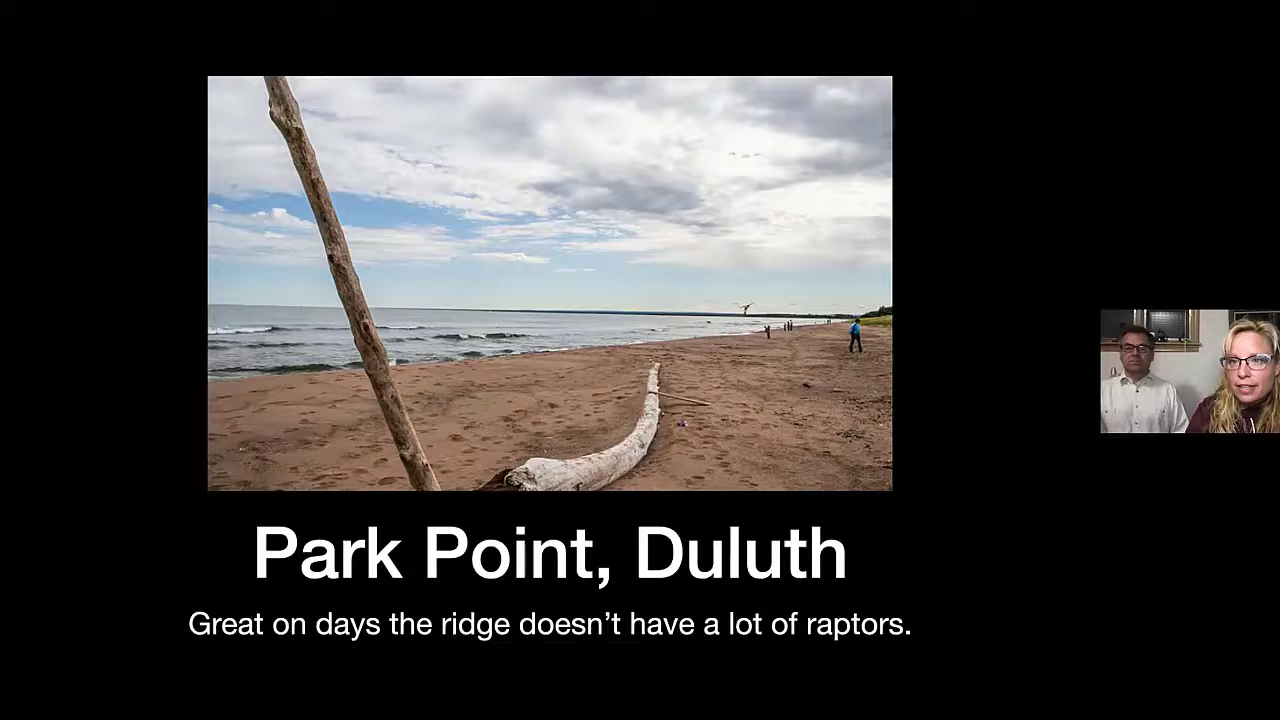 Park Point, Duluth
Great on days the ridge doesn’t have a lot of raptors.